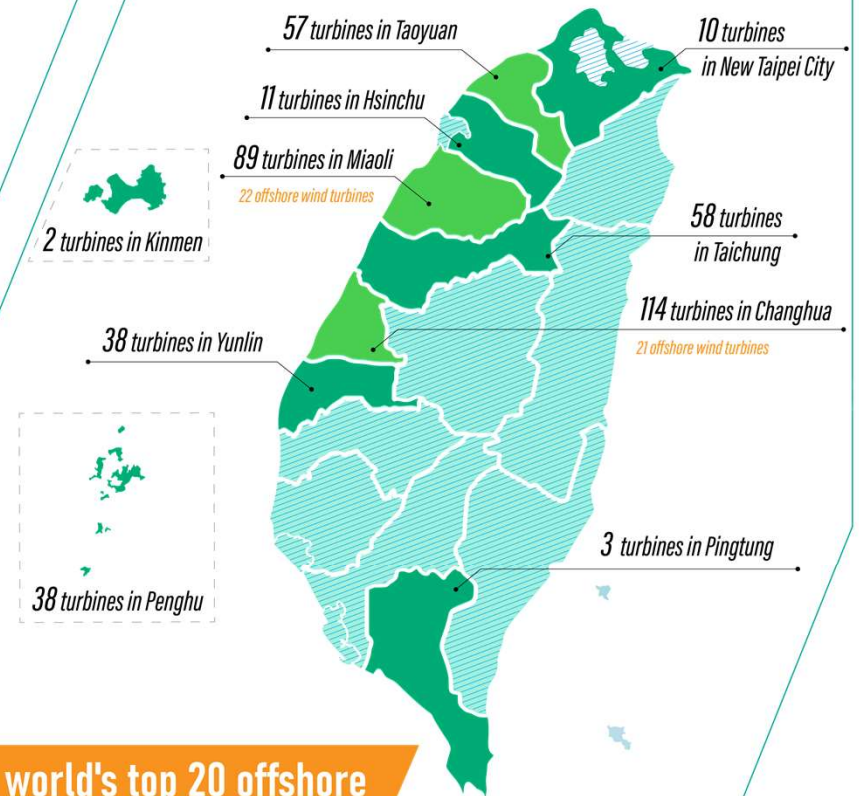 57 turbines in Taoyuan
10 turbines
in New Taipei City
11 turbines in Hsinchu
89 turbines in Miaoli
22 offshore wind turbines
2 turbines in Kinmen
58 turbines
in Taichung
114 turbines in Changhua
21 offshore wind turbines
38 turbines in Yunlin
3 turbines in Pingtung
38 turbines in Penghu
world's top 20 offshore